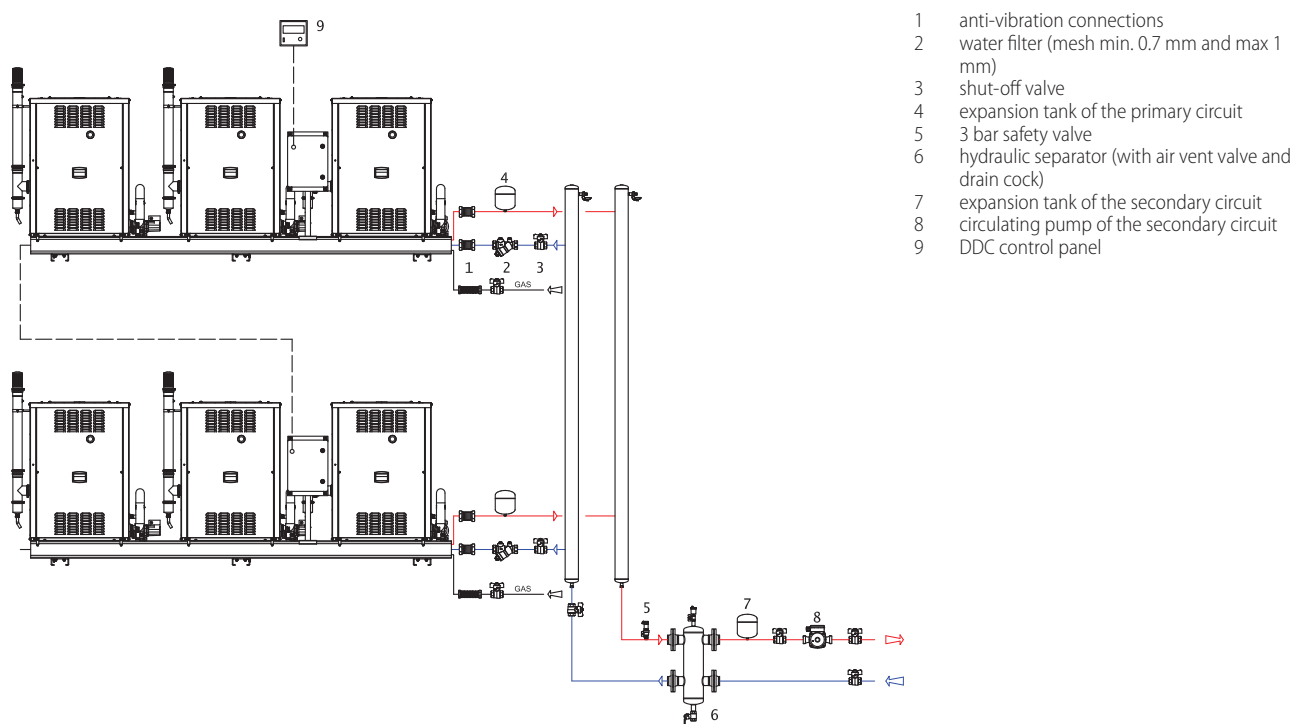 9
1 anti-vibration connections
2 water filter (mesh min. 0.7 mm and max 1
mm)
3 shut-off valve
4 expansion tank of the primary circuit
5 3 bar safety valve
6 hydraulic separator (with air vent valve and
drain cock)
7 expansion tank of the secondary circuit
8 circulating pump of the secondary circuit
9 DDC control panel
4
1 2 3
GAS
GAS
5 7 8
6